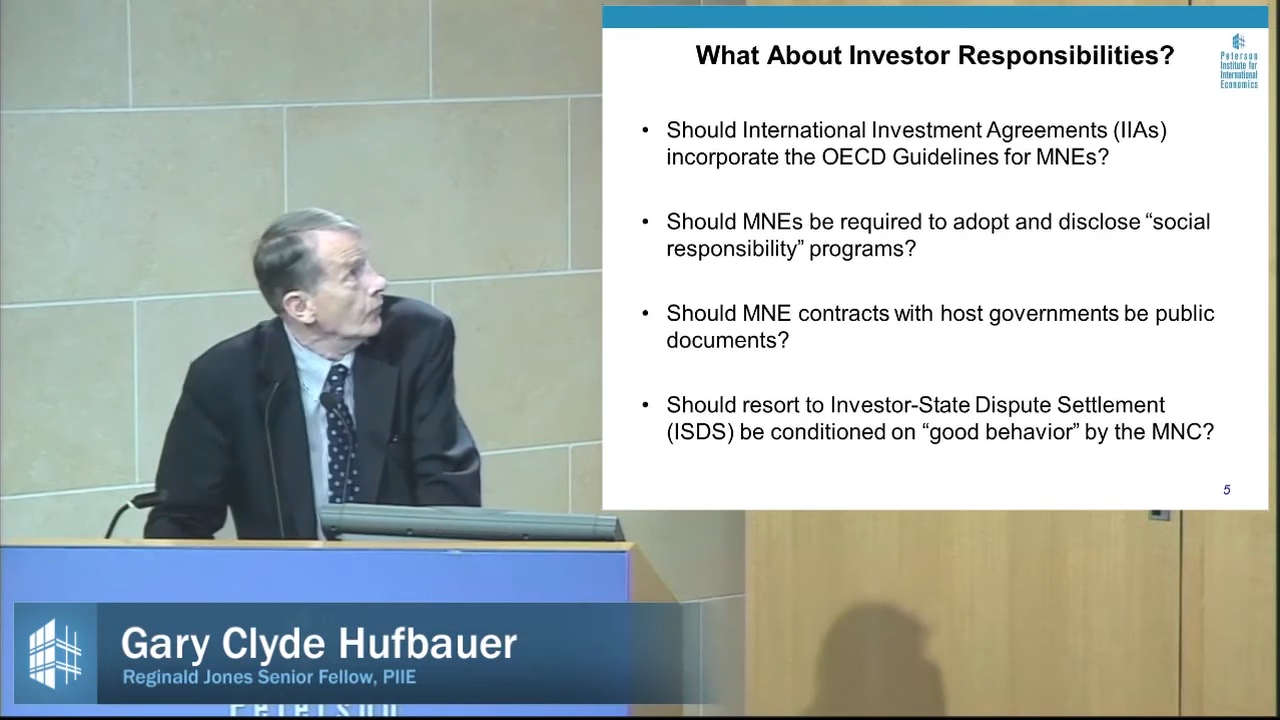 What About Investor Responsibilities?
Peterson
Institute for
International
Economics
• Should International Investment Agreements (IIAs)
incorporate the OECD Guidelines for MNEs?
• Should MNEs be required to adopt and disclose “social
responsibility” programs?
• Should MNE contracts with host governments be public
documents?
• Should resort to Investor-State Dispute Settlement
(ISDS) be conditioned on “good behavior” by the MNC?
5
Gary Clyde Hufbauer
Reginald Jones Senior Fellow, PIIE
Peterson